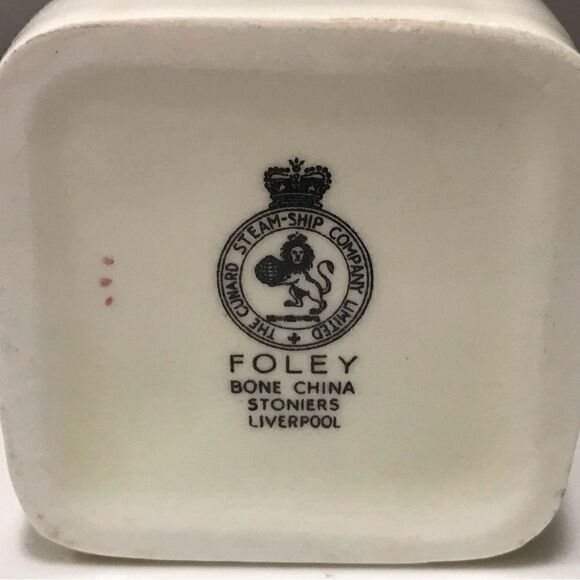 THE CUNARD STEAM-SHIP COMPANY LIMITED
FOLEY
BONE CHINA
STONIERS
LIVERPOOL